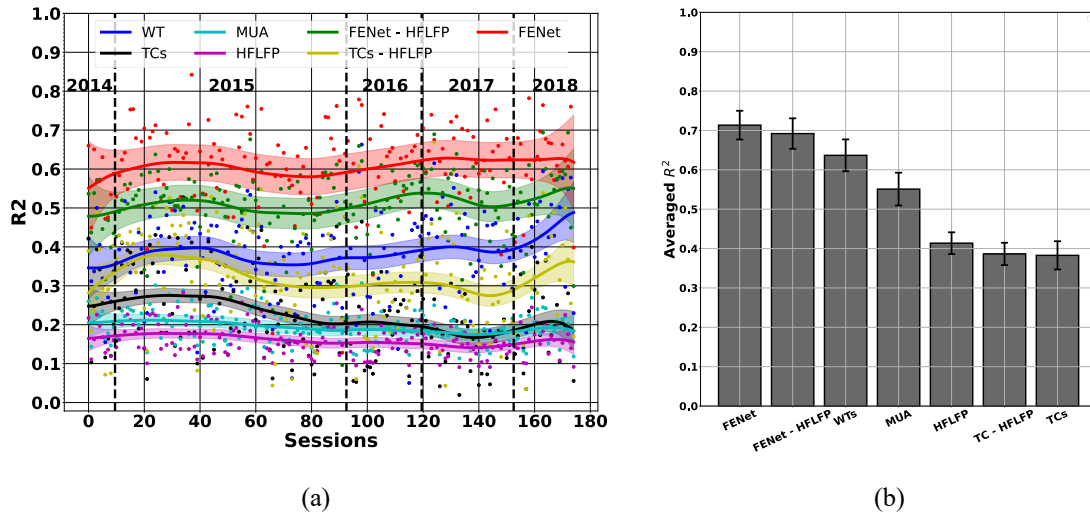 WT MUA FENet - HFLFP FENet
TCs HFLFP TCs - HFLFP
2014 2015 2016 2017 2018
R2
1.0
0.9
0.8
0.7
0.6
0.5
0.4
0.3
0.2
0.1
0.0
0 20 40 60 80 100 120 140 160 180
Sessions
(a)
Averaged R²
1.0
0.9
0.8
0.7
0.6
0.5
0.4
0.3
0.2
0.1
0.0
FENet FENet - HFLFP WTs MUA HFLFP TC - HFLFP TCs
(b)